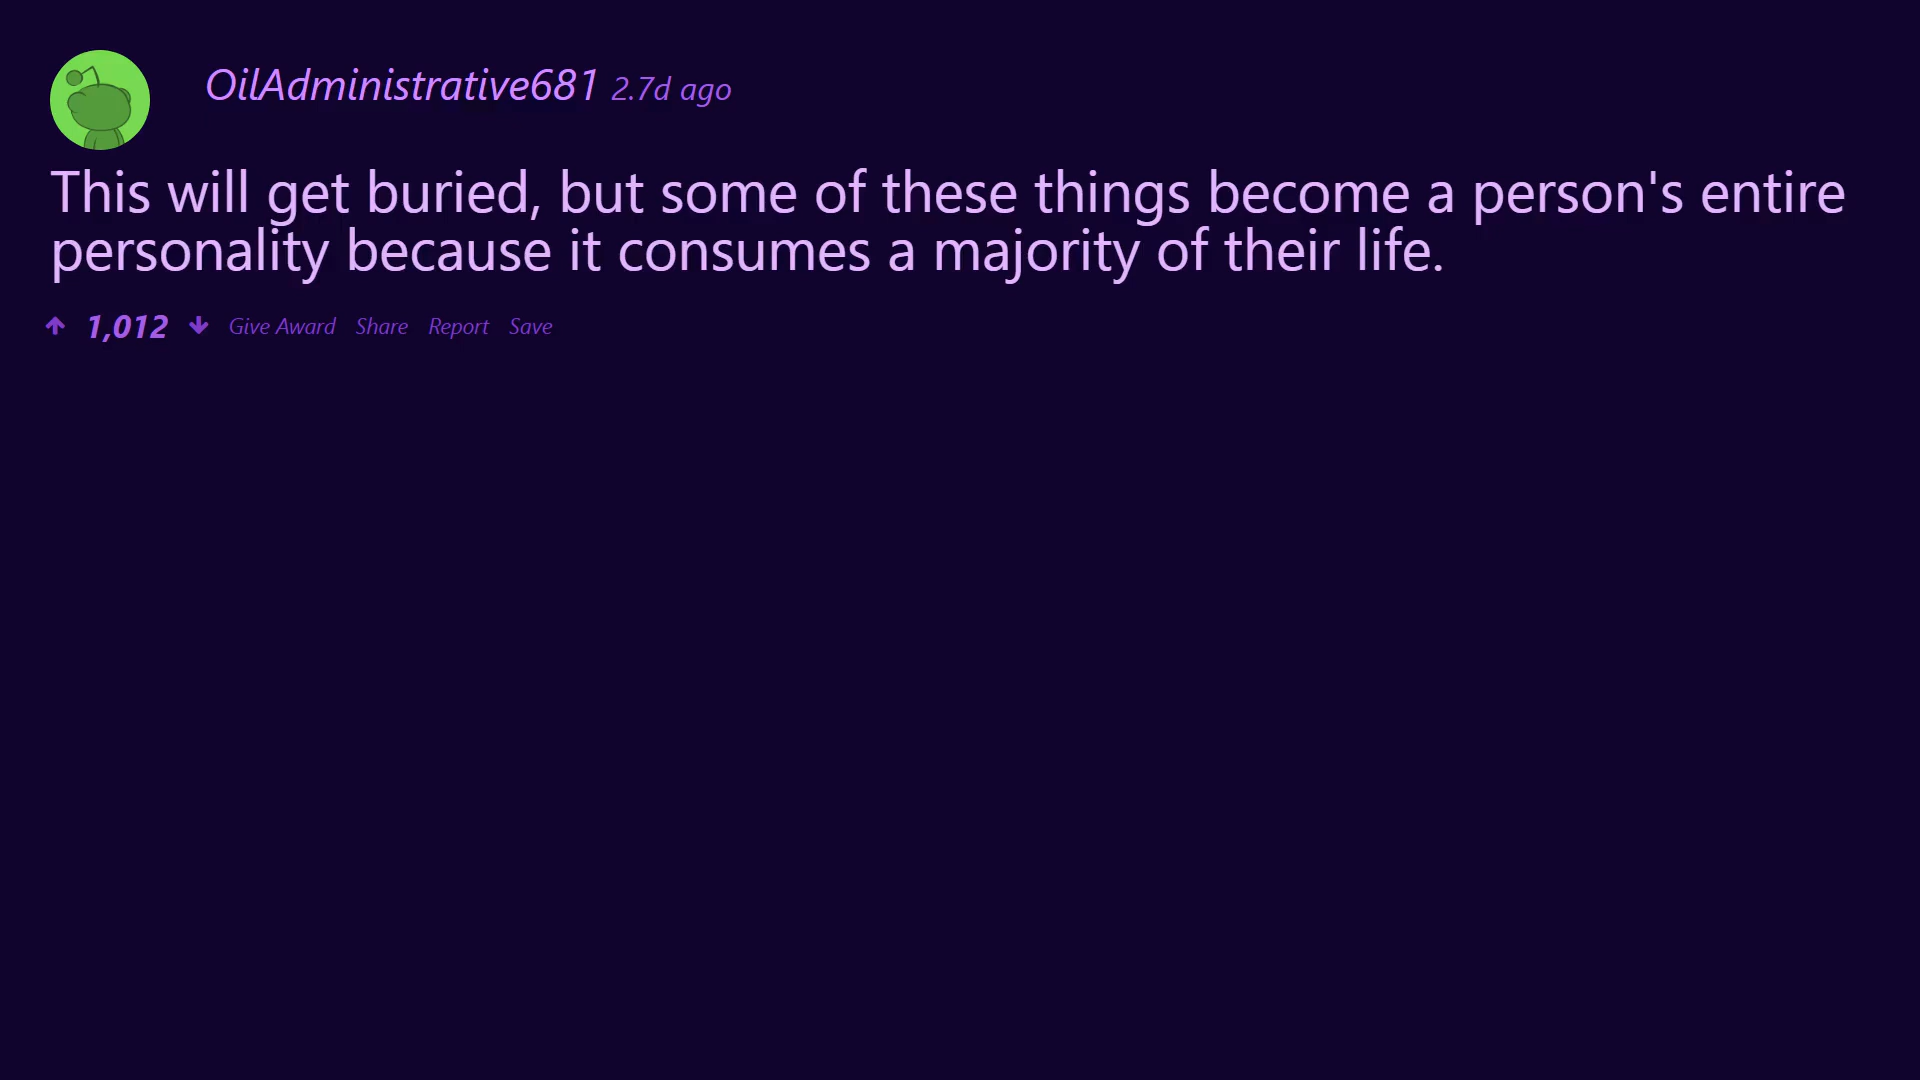 OilAdministrative681 2.7d ago
This will get buried, but some of these things become a person's entire
personality because it consumes a majority of their life.
1,012 Give Award Share Report Save